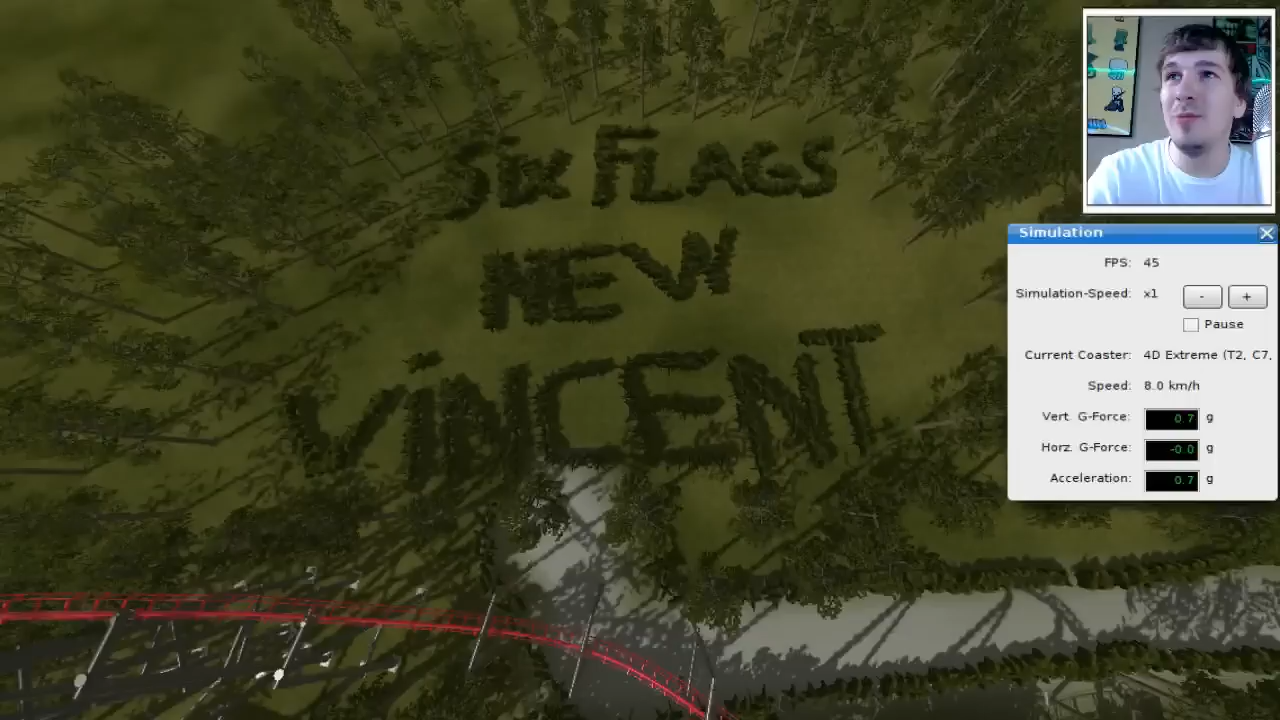 SiX FLAGS
NEW
ViNCENT
Simulation
FPS: 45
Simulation-Speed: x1 - +
Pause
Current Coaster: 4D Extreme (T2, C7,
Speed: 8.0 km/h
Vert. G-Force: 0.7 g
Horz. G-Force: -0.0 g
Acceleration: 0.7 g